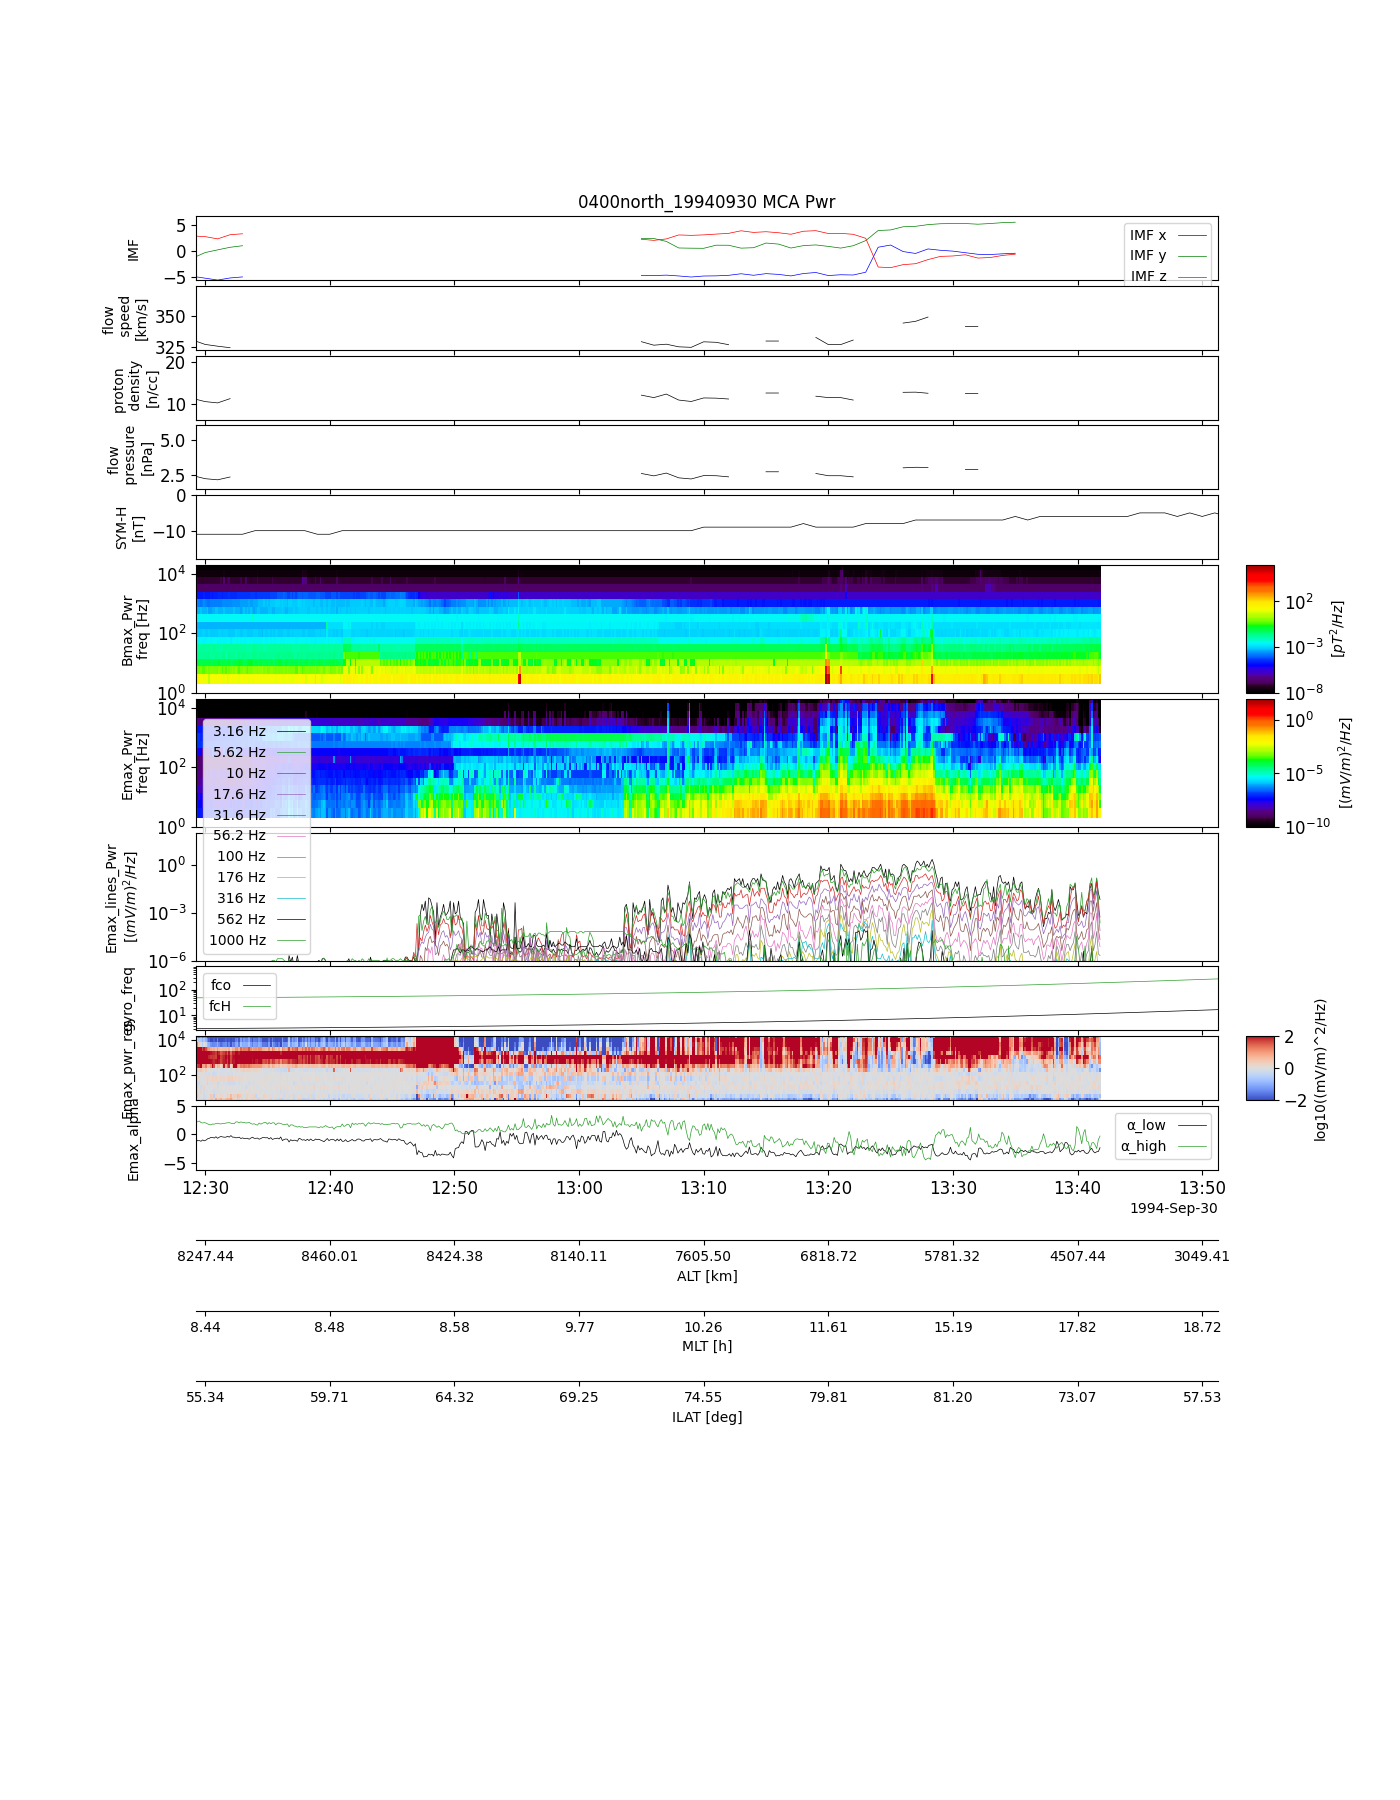 0400north_19940930 MCA Pwr
IMF
5
0
−5
IMF x
IMF y
IMF z
flow
speed
[km/s]
350
325
proton
density
[n/cc]
20
10
flow
pressure
[nPa]
5.0
2.5
SYM-H
[nT]
0
−10
Bmax_Pwr
freq [Hz]
10^4
10^2
10^0
10^2
10^−3
10^−8
[pT^2/Hz]
Emax_Pwr
freq [Hz]
10^4
10^2
10^0
10^0
10^−5
10^−10
[(mV/m)^2/Hz]
3.16 Hz
5.62 Hz
10 Hz
17.6 Hz
31.6 Hz
56.2 Hz
100 Hz
176 Hz
316 Hz
562 Hz
1000 Hz
Emax_lines_Pwr
[(mV/m)^2/Hz]
10^0
10^−3
10^−6
gyro_freq
10^2
10^1
fco
fcH
Emax_pwr_reg
10^4
10^2
2
0
−2
log10((mV/m)^2/Hz)
Emax_alpha
5
0
−5
α_low
α_high
12:30 12:40 12:50 13:00 13:10 13:20 13:30 13:40 13:50
1994-Sep-30
8247.44 8460.01 8424.38 8140.11 7605.50 6818.72 5781.32 4507.44 3049.41
ALT [km]
8.44 8.48 8.58 9.77 10.26 11.61 15.19 17.82 18.72
MLT [h]
55.34 59.71 64.32 69.25 74.55 79.81 81.20 73.07 57.53
ILAT [deg]